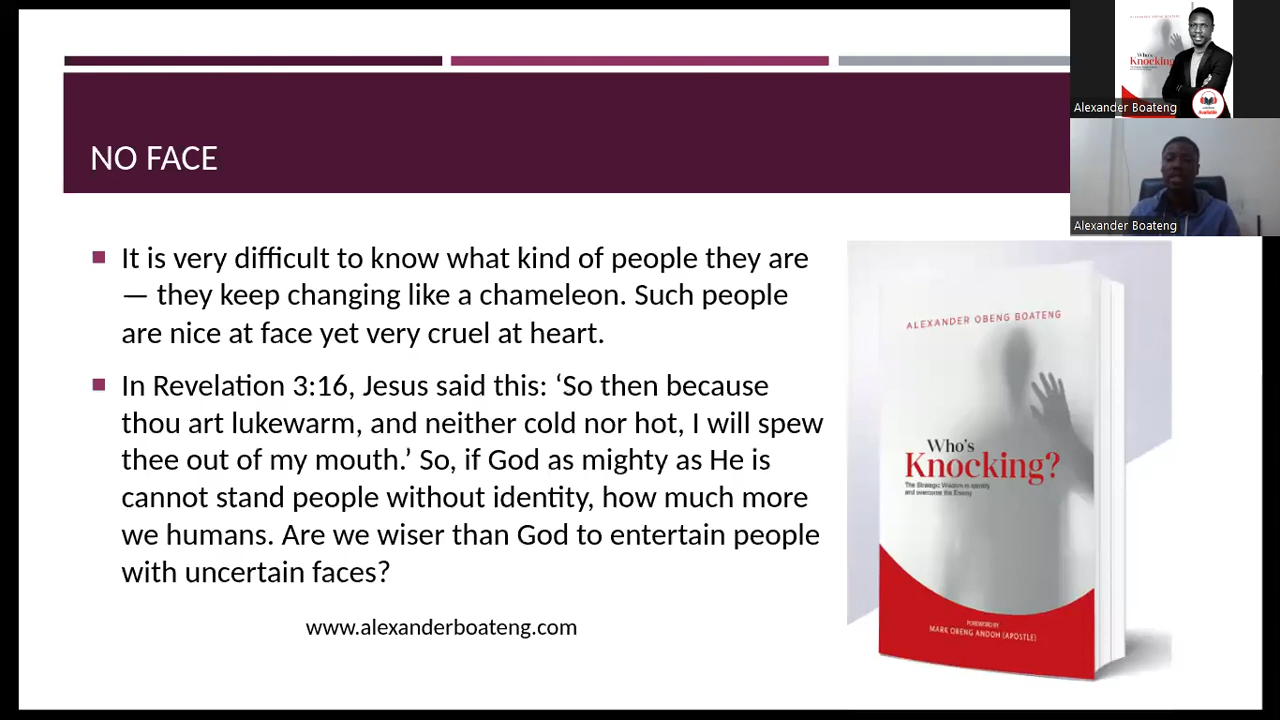 NO FACE
It is very difficult to know what kind of people they are
— they keep changing like a chameleon. Such people
are nice at face yet very cruel at heart.
In Revelation 3:16, Jesus said this: ‘So then because
thou art lukewarm, and neither cold nor hot, I will spew
thee out of my mouth.’ So, if God as mighty as He is
cannot stand people without identity, how much more
we humans. Are we wiser than God to entertain people
with uncertain faces?
www.alexanderboateng.com
ALEXANDER OBENG BOATENG
Who's
Knocking?
The Strategic Wisdom to Identify
and overcome the Enemy
FOREWORD BY
MARK OBENG ANDOH (APOSTLE)
Who's
Knocking
Available
Alexander Boateng
Alexander Boateng